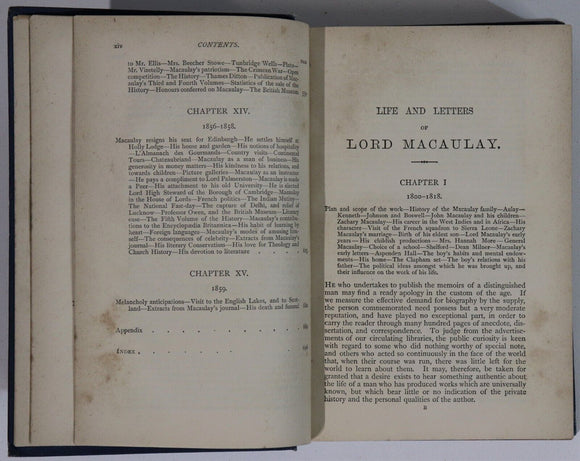 xiv CONTENTS.
to Mr. Ellis—Mrs. Beecher Stowe—Tunbridge Wells—Plato—
Mr. Vizetelly—Macaulay's patriotism—The Crimean War—Open
competition—The History—Thames Ditton—Publication of Mac-
aulay's Third and Fourth Volumes—Statistics of the sale of the
History—Honours conferred on Macaulay—The British Museum
CHAPTER XIV.
1856-1858.
Macaulay resigns his seat for Edinburgh—He settles himself at
Holly Lodge—His house and garden—His notions of hospitality
—L'Almanach des Gourmands—Country visits—Continental
Tours—Chateaubriand—Macaulay as a man of business—His
generosity in money matters—His kindness to his relations, and
towards children—Picture galleries—Macaulay as an instructor
—He pays a compliment to Lord Palmerston—Macaulay is made
a Peer—His attachment to his old University—He is elected
Lord High Steward of the Borough of Cambridge—Macaulay in
the House of Lords—French politics—The Indian Mutiny—
The National Fast-day—The capture of Delhi, and relief of
Lucknow—Professor Owen, and the British Museum—Literary
ease—The Fifth Volume of the History—Macaulay's contribu-
tions to the Encyclopædia Britannica—His habit of learning by
heart—Foreign languages—Macaulay's modes of amusing him-
self—The consequences of celebrity—Extracts from Macaulay's
journal—His literary Conservatism—His love for Theology and
Church History—His devotion to literature
CHAPTER XV.
1859.
Melancholy anticipations—Visit to the English Lakes, and to Scot-
land—Extracts from Macaulay's journal—His death and funeral
Appendix
INDEX
LIFE AND LETTERS
OF
LORD MACAULAY.
CHAPTER I
1800-1818.
Plan and scope of the work—History of the Macaulay family—Aulay—
Kenneth—Johnson and Boswell—John Macaulay and his children—
Zachary Macaulay—His career in the West Indies and in Africa—His
character—Visit of the French squadron to Sierra Leone—Zachary
Macaulay's marriage—Birth of his eldest son—Lord Macaulay's early
years—His childish productions—Mrs. Hannah More—General
Macaulay—Choice of a school—Shelford—Dean Milner—Macaulay's
early letters—Aspenden Hall—The boy's habits and mental endow-
ments—His home—The Clapham set—The boy's relations with his
father—The political ideas amongst which he was brought up, and
their influence on the work of his life.
HE who undertakes to publish the memoirs of a distinguished
man may find a ready apology in the custom of the age. If
we measure the effective demand for biography by the supply,
the person commemorated need possess but a very moderate
reputation, and have played no exceptional part, in order to
carry the reader through many hundred pages of anecdote, dis-
sertation, and correspondence. To judge from the advertise-
ments of our circulating libraries, the public curiosity is keen
with regard to some who did nothing worthy of special note,
and others who acted so continuously in the face of the world
that, when their course was run, there was little left for the
world to learn about them. It may, therefore, be taken for
granted that a desire exists to hear something authentic about
the life of a man who has produced works which are universally
known, but which bear little or no indication of the private
history and the personal qualities of the author.
B